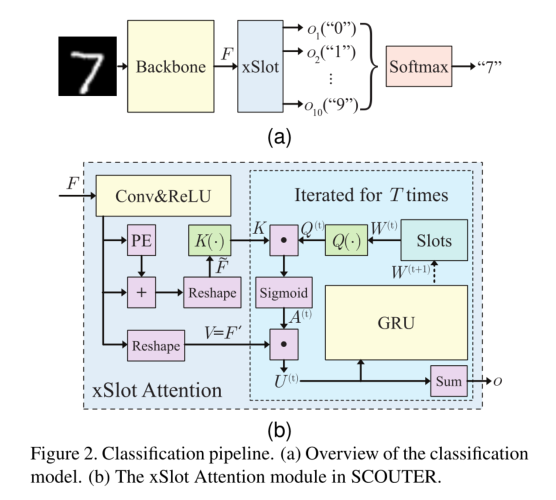 7
Backbone
F
xSlot
o₁("0")
o₂("1")
⋮
o₁₀("9")
Softmax
"7"
(a)
F
Conv&ReLU
Iterated for T times
PE
K(·)
K
•
Q⁽ᵗ⁾
Q(·)
W⁽ᵗ⁾
Slots
F̃
W⁽ᵗ⁺¹⁾
+
Reshape
Sigmoid
A⁽ᵗ⁾
GRU
Reshape
V=F'
•
U⁽ᵗ⁾
Sum
o
xSlot Attention
(b)
Figure 2. Classification pipeline. (a) Overview of the classification
model. (b) The xSlot Attention module in SCOUTER.